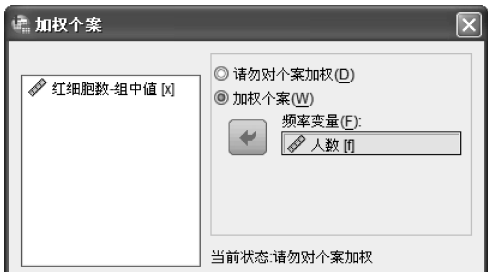 加权个案
红细胞数-组中值 [x]
请勿对个案加权(D)
加权个案(W)
频率变量(F):
人数 [f]
当前状态:请勿对个案加权